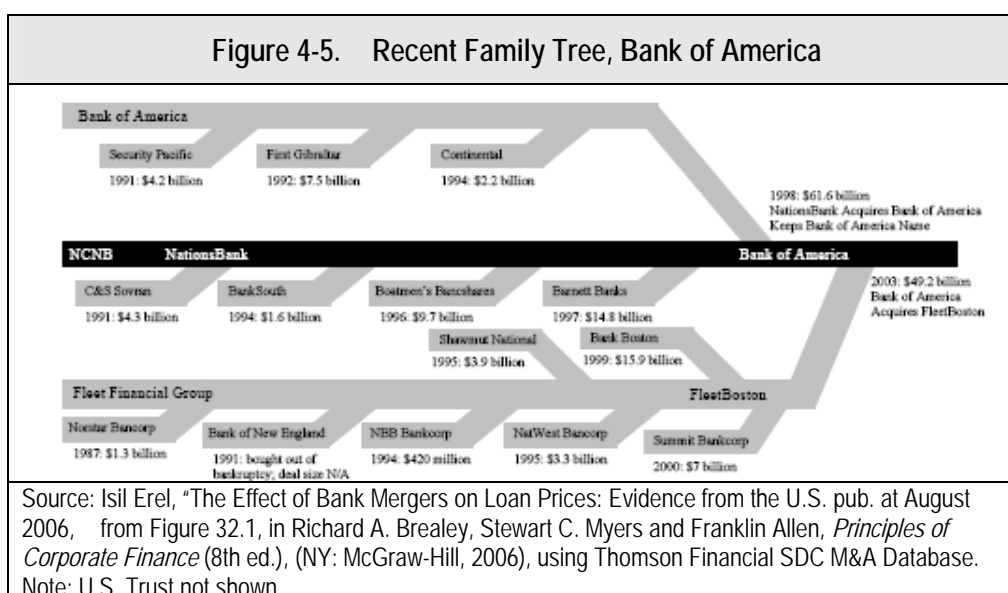 Figure 4-5. Recent Family Tree, Bank of America
Bank of America
Security Pacific
1991: $4.2 billion
First Gibraltar
1992: $7.5 billion
Continental
1994: $2.2 billion
1998: $61.6 billion
NationsBank Acquires Bank of America
Keeps Bank of America Name
NCNB
NationsBank
Bank of America
C&S Sovran
1991: $4.3 billion
BankSouth
1994: $1.6 billion
Boatmen's Bancshares
1996: $9.7 billion
Barnett Banks
1997: $14.8 billion
2003: $49.2 billion
Bank of America
Acquires FleetBoston
Shawmut National
1995: $3.9 billion
Bank Boston
1999: $15.9 billion
Fleet Financial Group
FleetBoston
Norstar Bancorp
1987: $1.3 billion
Bank of New England
1991: bought out of
bankruptcy; deal size N/A
NBB Bankcorp
1994: $420 million
NatWest Bancorp
1995: $3.3 billion
Summit Bankcorp
2000: $7 billion
Source: Isil Erel, "The Effect of Bank Mergers on Loan Prices: Evidence from the U.S. pub. at August
2006, from Figure 32.1, in Richard A. Brealey, Stewart C. Myers and Franklin Allen, Principles of
Corporate Finance (8th ed.), (NY: McGraw-Hill, 2006), using Thomson Financial SDC M&A Database.
Note: U.S. Trust not shown